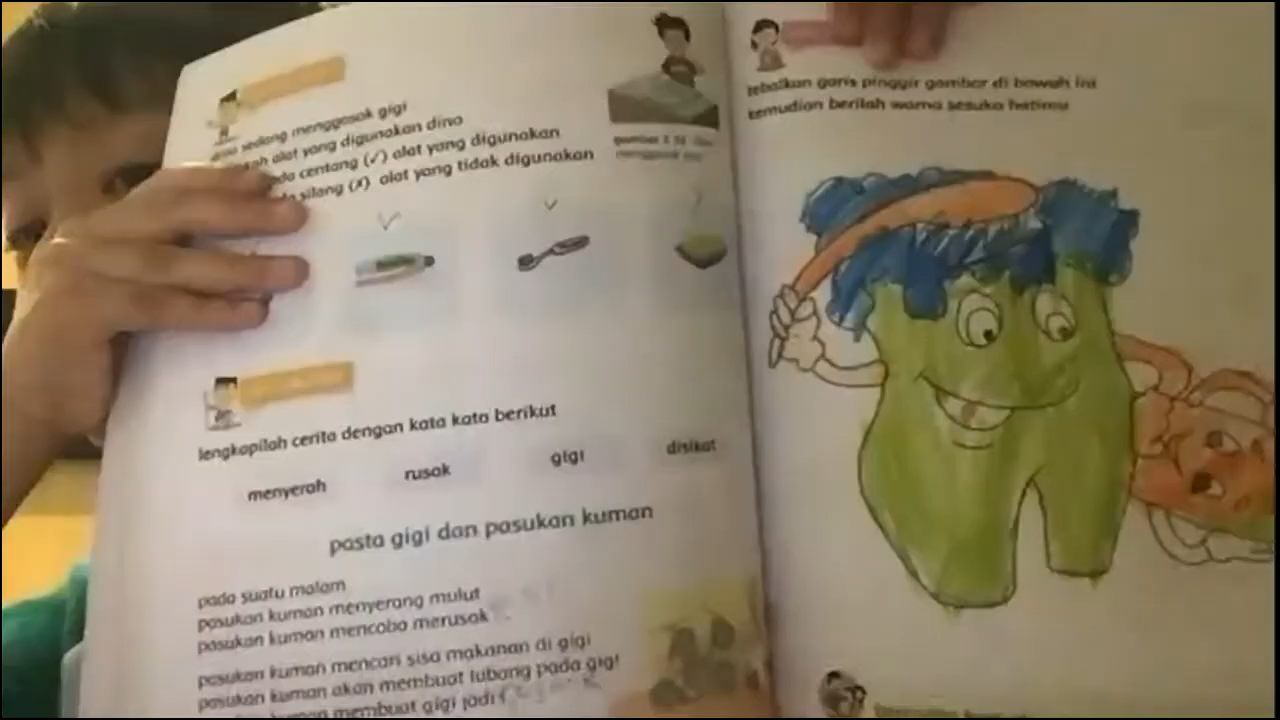 sedang menggosok gigi
alat yang digunakan dina
centang (✓) alat yang digunakan
silang (✗) alat yang tidak digunakan
lengkapilah cerita dengan kata kata berikut
menyerah
rusak
gigi
disikat
pasta gigi dan pasukan kuman
pada suatu malam
pasukan kuman menyerang mulut
pasukan kuman mencoba merusak
pasukan kuman mencari sisa makanan di gigi
pasukan kuman akan membuat lubang pada gigi
kuman membuat gigi jadi
tebalkan garis pinggir gambar di bawah ini
kemudian berilah warna sesuka hatimu